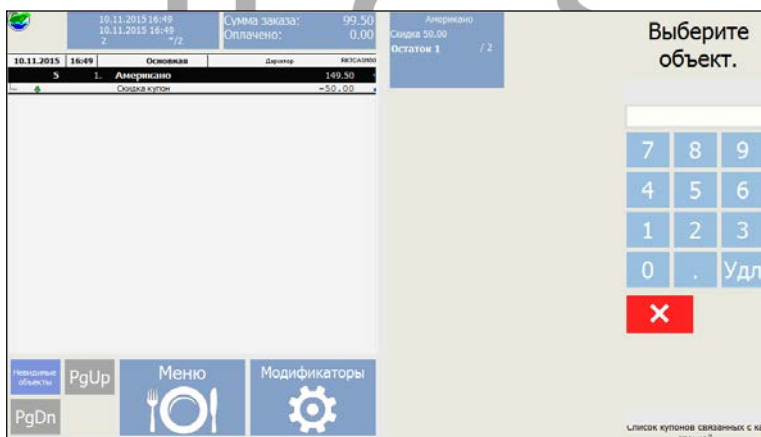 10.11.2015 16:49
10.11.2015 16:49
2 */2
Сумма заказа: 99.50
Оплачено: 0.00
10.11.2015 16:49 Основная Директор
5 1. Американо 149.50
Скидка купон -50.00
Невидимые объекты
PgUp
PgDn
Меню
Модификаторы
Американо
Скидка 50.00
Остаток 1 / 2
Выберите
объект.
7 8 9
4 5 6
1 2 3
0 . Удл
Список купонов связанных с ка